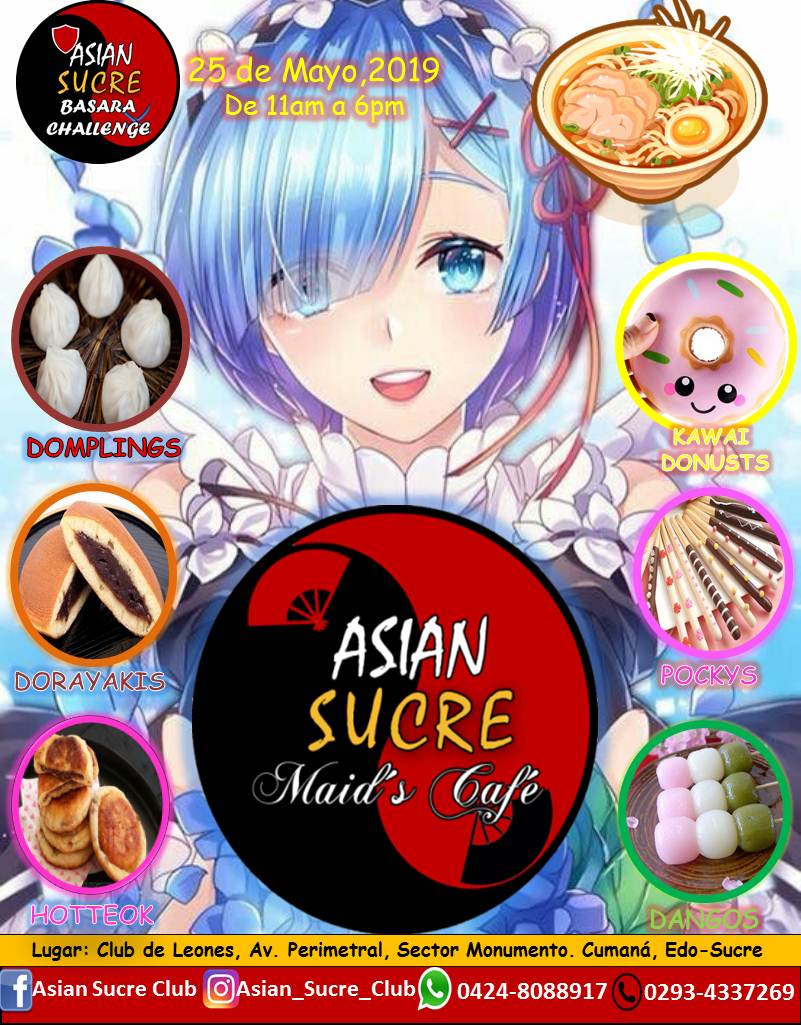 ASIAN
SUCRE
BASARA
CHALLENGE
25 de Mayo,2019
De 11am a 6pm
DOMPLINGS
KAWAI
DONUSTS
DORAYAKIS
POCKYS
ASIAN
SUCRE
Maid's Café
HOTTEOK
DANGOS
Lugar: Club de Leones, Av. Perimetral, Sector Monumento. Cumaná, Edo-Sucre
Asian Sucre Club Asian_Sucre_Club 0424-8088917 0293-4337269